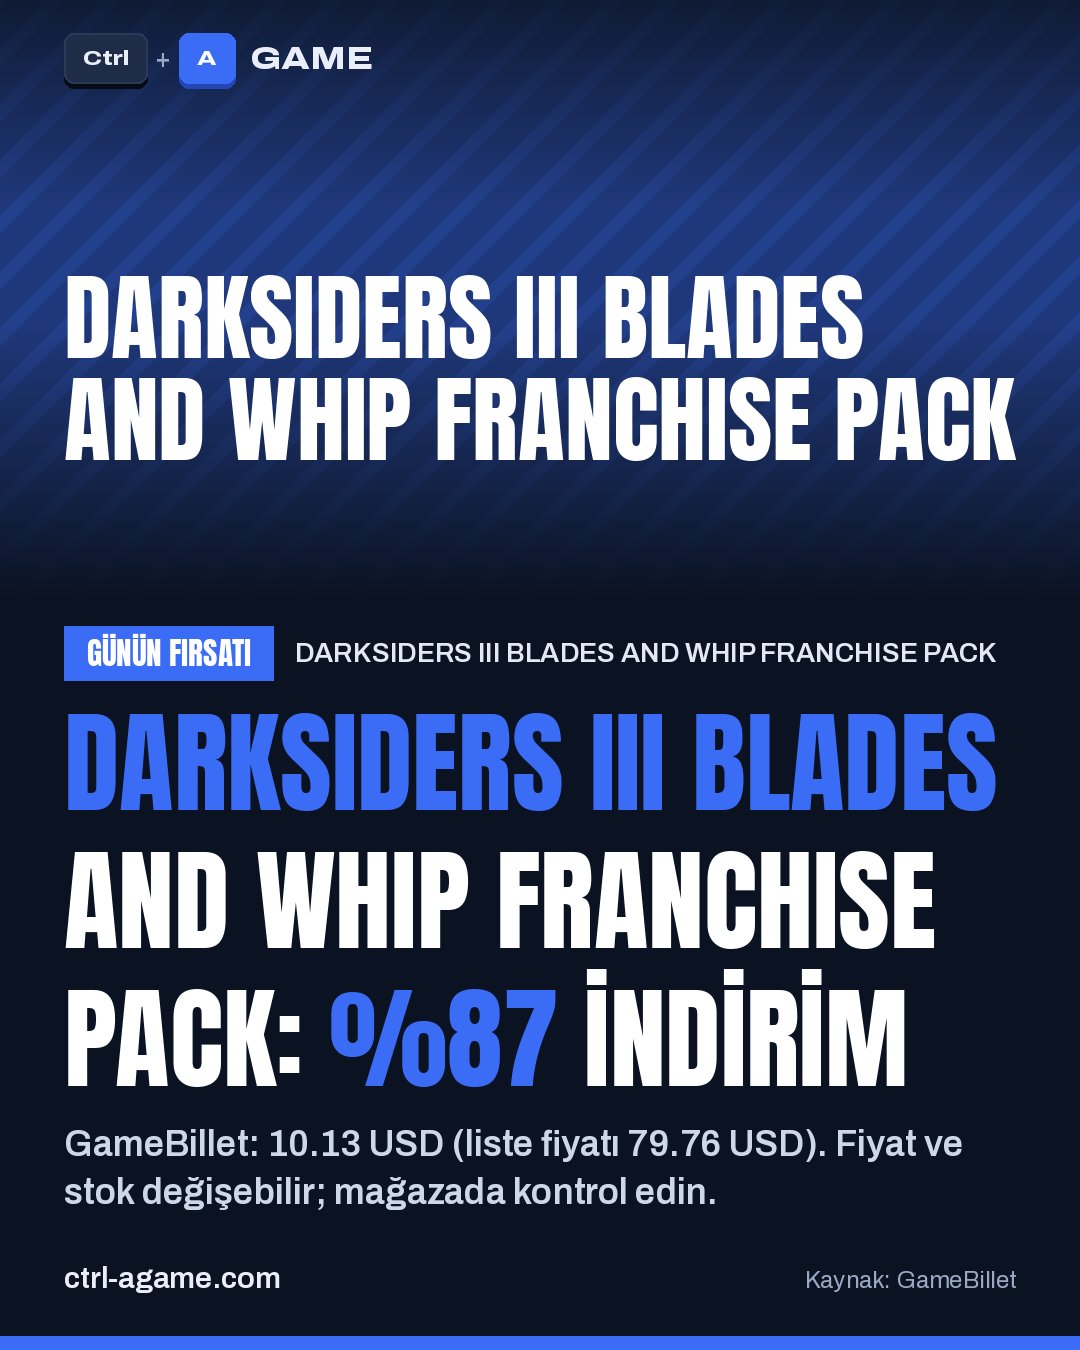 Ctrl + A GAME
DARKSIDERS III BLADES
AND WHIP FRANCHISE PACK
GÜNÜN FIRSATI DARKSIDERS III BLADES AND WHIP FRANCHISE PACK
DARKSIDERS III BLADES
AND WHIP FRANCHISE
PACK: %87 İNDİRİM
GameBillet: 10.13 USD (liste fiyatı 79.76 USD). Fiyat ve
stok değişebilir; mağazada kontrol edin.
ctrl-agame.com Kaynak: GameBillet